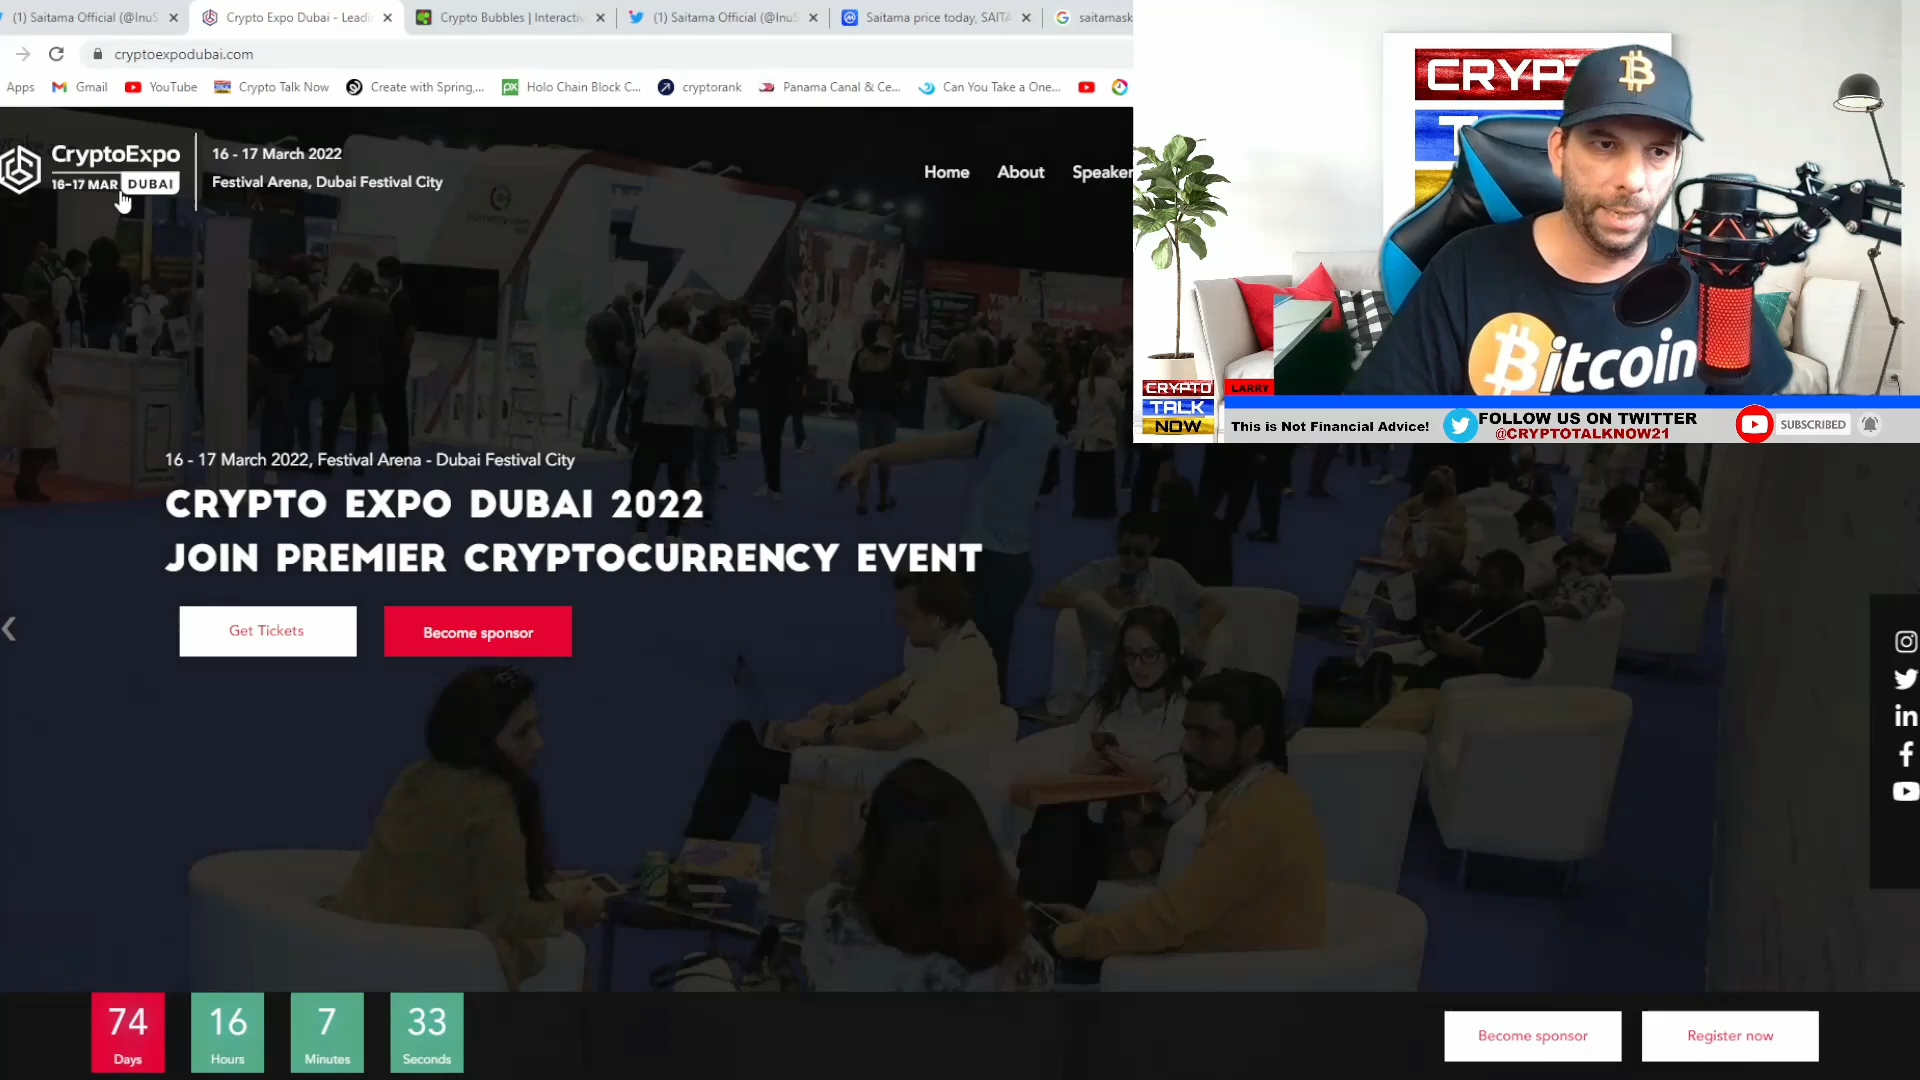 (1) Saitama Official (@InuS
Crypto Expo Dubai - Leadi
Crypto Bubbles | Interactiv
(1) Saitama Official (@InuS
Saitama price today, SAITA
saitamask
cryptoexpodubai.com
Apps
Gmail
YouTube
Crypto Talk Now
Create with Spring,...
Holo Chain Block C...
cryptorank
Panama Canal & Ce...
Can You Take a One...
CryptoExpo
16-17 MAR DUBAI
16 - 17 March 2022
Festival Arena, Dubai Festival City
Home
About
Speaker
CRYPT
T
Bitcoin
CRYPTO
TALK
NOW
LARRY
This is Not Financial Advice!
FOLLOW US ON TWITTER
@CRYPTOTALKNOW21
SUBSCRIBED
16 - 17 March 2022, Festival Arena - Dubai Festival City
CRYPTO EXPO DUBAI 2022
JOIN PREMIER CRYPTOCURRENCY EVENT
Get Tickets
Become sponsor
74
Days
16
Hours
7
Minutes
33
Seconds
Become sponsor
Register now